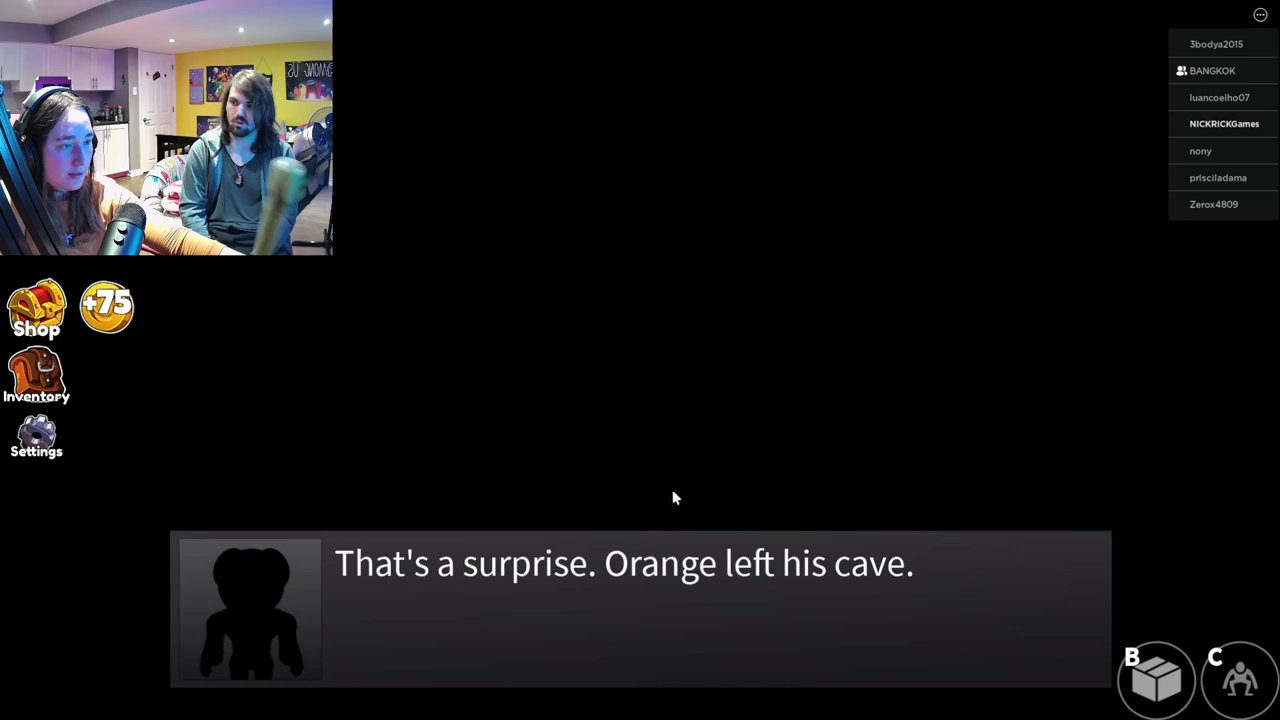 3bodya2015
BANGKOK
luancoelho07
NICKRICKGames
nony
prisciladama
Zerox4809
+75
Shop
Inventory
Settings
That's a surprise. Orange left his cave.
B
C